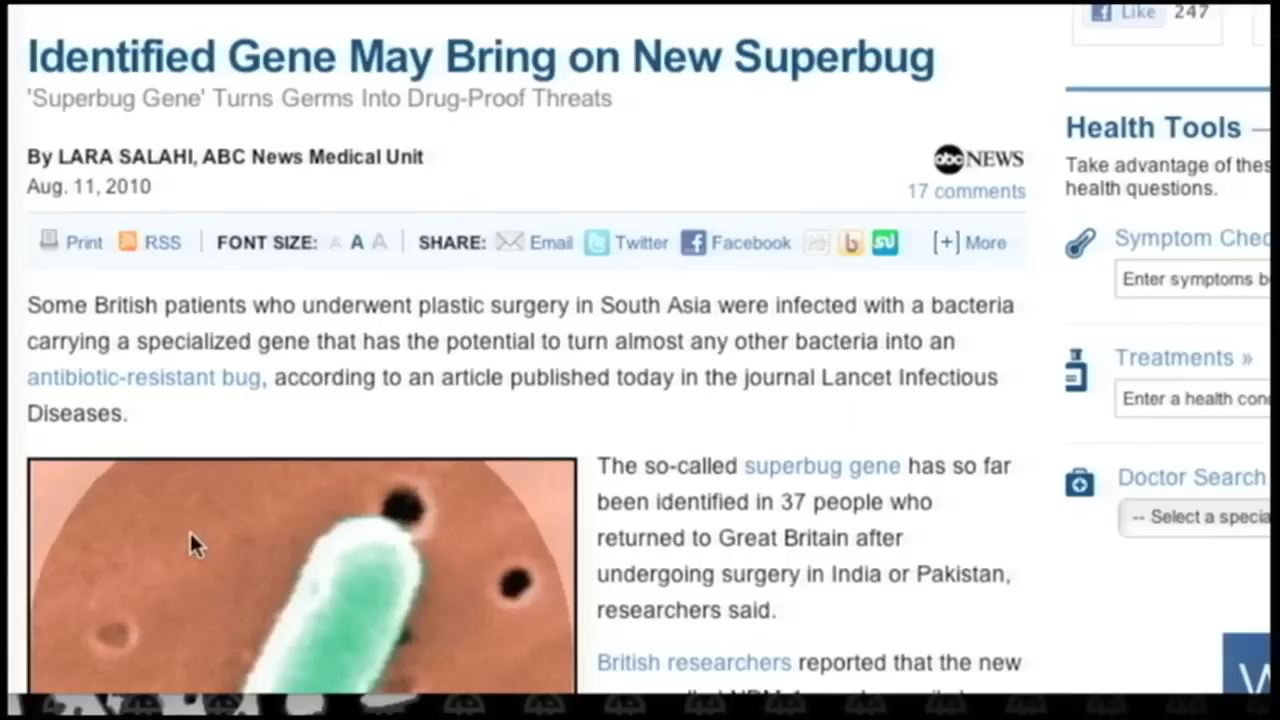 Like 247
Identified Gene May Bring on New Superbug
'Superbug Gene' Turns Germs Into Drug-Proof Threats
By LARA SALAHI, ABC News Medical Unit
Aug. 11, 2010
abc NEWS
17 comments
Print RSS FONT SIZE: A A A SHARE: Email Twitter Facebook [+] More
Some British patients who underwent plastic surgery in South Asia were infected with a bacteria
carrying a specialized gene that has the potential to turn almost any other bacteria into an
antibiotic-resistant bug, according to an article published today in the journal Lancet Infectious
Diseases.
The so-called superbug gene has so far
been identified in 37 people who
returned to Great Britain after
undergoing surgery in India or Pakistan,
researchers said.
British researchers reported that the new
Health Tools
Take advantage of thes
health questions.
Symptom Chec
Enter symptoms b
Treatments »
Enter a health con
Doctor Search
-- Select a specia